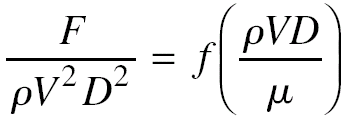 F / (ρV²D²) = f(ρVD / μ)